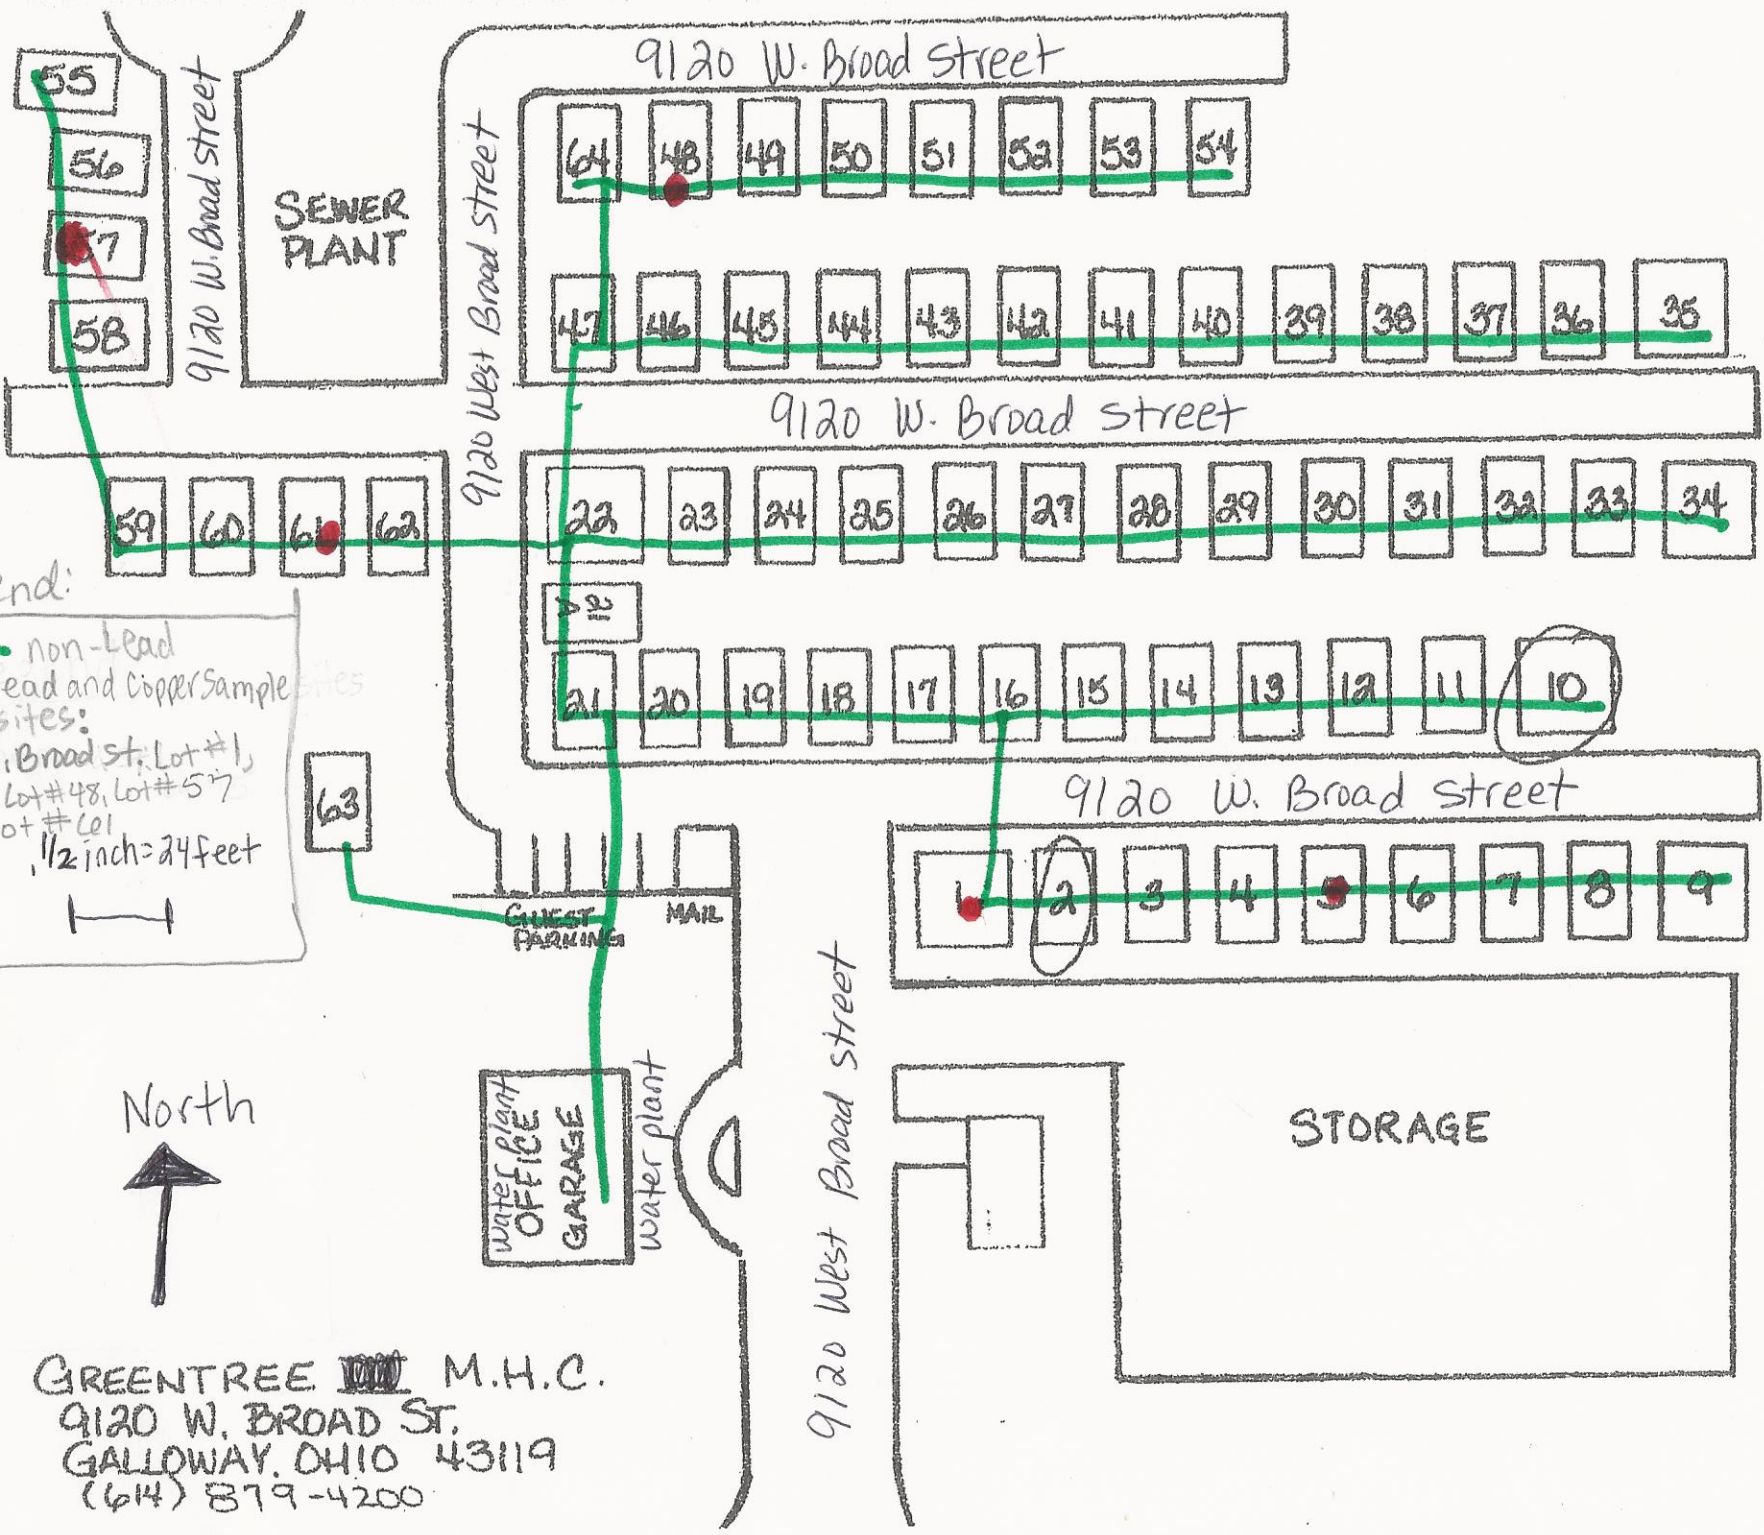 9120 W. Broad Street
55
56
57
58
9120 W. Broad street
SEWER
PLANT
9120 West Broad street
64 48 49 50 51 52 53 54
47 46 45 44 43 42 41 40 39 38 37 36 35
9120 W. Broad Street
59 60 61 62
22 23 24 25 26 27 28 29 30 31 32 33 34
21 20 19 18 17 16 15 14 13 12 11 10
9120 W. Broad Street
1 2 3 4 5 6 7 8 9
end:
non-Lead
ead and Copper Sample sites
sites:
. Broad St. Lot #1,
Lot #48, Lot #57
ot #61
, 1/2 inch = 24 feet
63
GUEST
PARKING
MAIL
North
Water plant
OFFICE
GARAGE
Water plant
9120 West Broad Street
STORAGE
GREENTREE M.H.C.
9120 W. BROAD ST.
GALLOWAY, OHIO 43119
(614) 879-4200